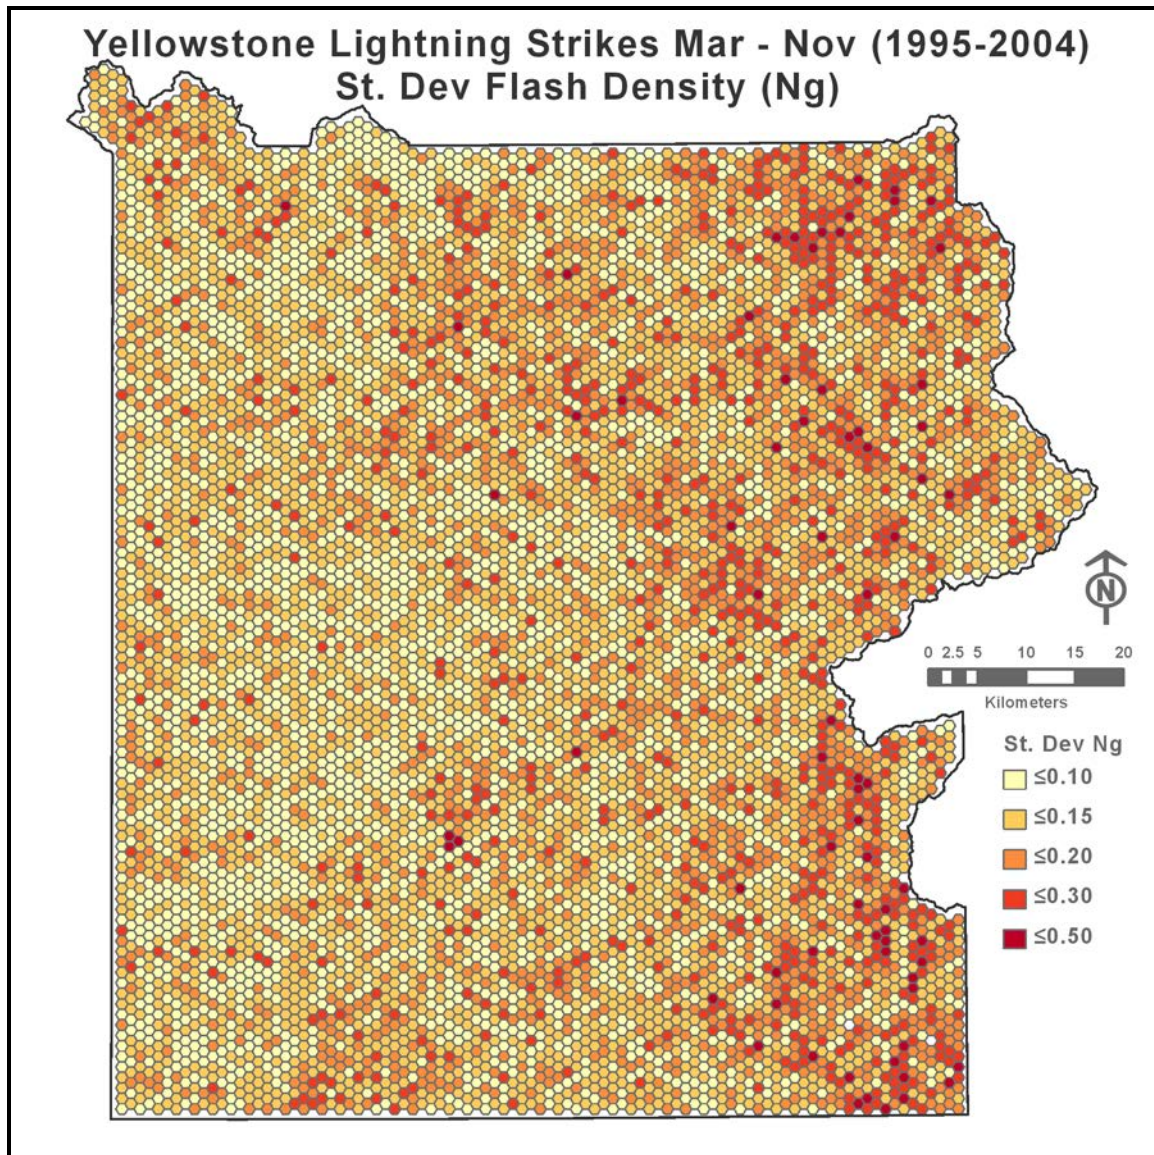 Yellowstone Lightning Strikes Mar - Nov (1995-2004)
St. Dev Flash Density (Ng)
N
0 2.5 5 10 15 20
Kilometers
St. Dev Ng
≤0.10
≤0.15
≤0.20
≤0.30
≤0.50